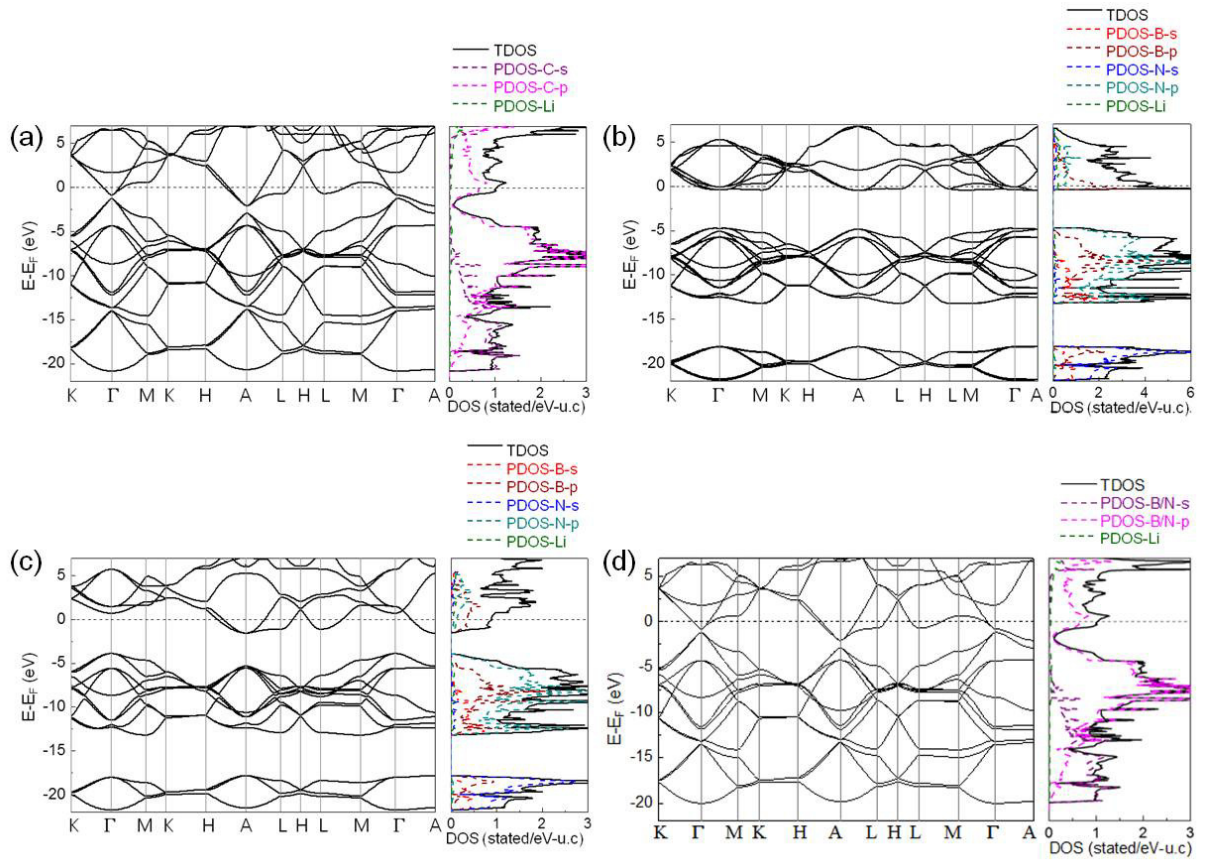 (a)
TDOS
PDOS-C-s
PDOS-C-p
PDOS-Li
E-E_F (eV)
5
0
-5
-10
-15
-20
K Γ M K H A L H L M Γ A
0 1 2 3
DOS (stated/eV-u.c)
(b)
TDOS
PDOS-B-s
PDOS-B-p
PDOS-N-s
PDOS-N-p
PDOS-Li
E-E_F (eV)
5
0
-5
-10
-15
-20
K Γ M K H A L H L M Γ A
0 2 4 6
DOS (stated/eV-u.c).
(c)
TDOS
PDOS-B-s
PDOS-B-p
PDOS-N-s
PDOS-N-p
PDOS-Li
E-E_F (eV)
5
0
-5
-10
-15
-20
K Γ M K H A L H L M Γ A
0 1 2 3
DOS (stated/eV-u.c)
(d)
TDOS
PDOS-B/N-s
PDOS-B/N-p
PDOS-Li
E-E_F (eV)
5
0
-5
-10
-15
-20
K Γ M K H A L H L M Γ A
0 1 2 3
DOS (stated/eV-u.c)